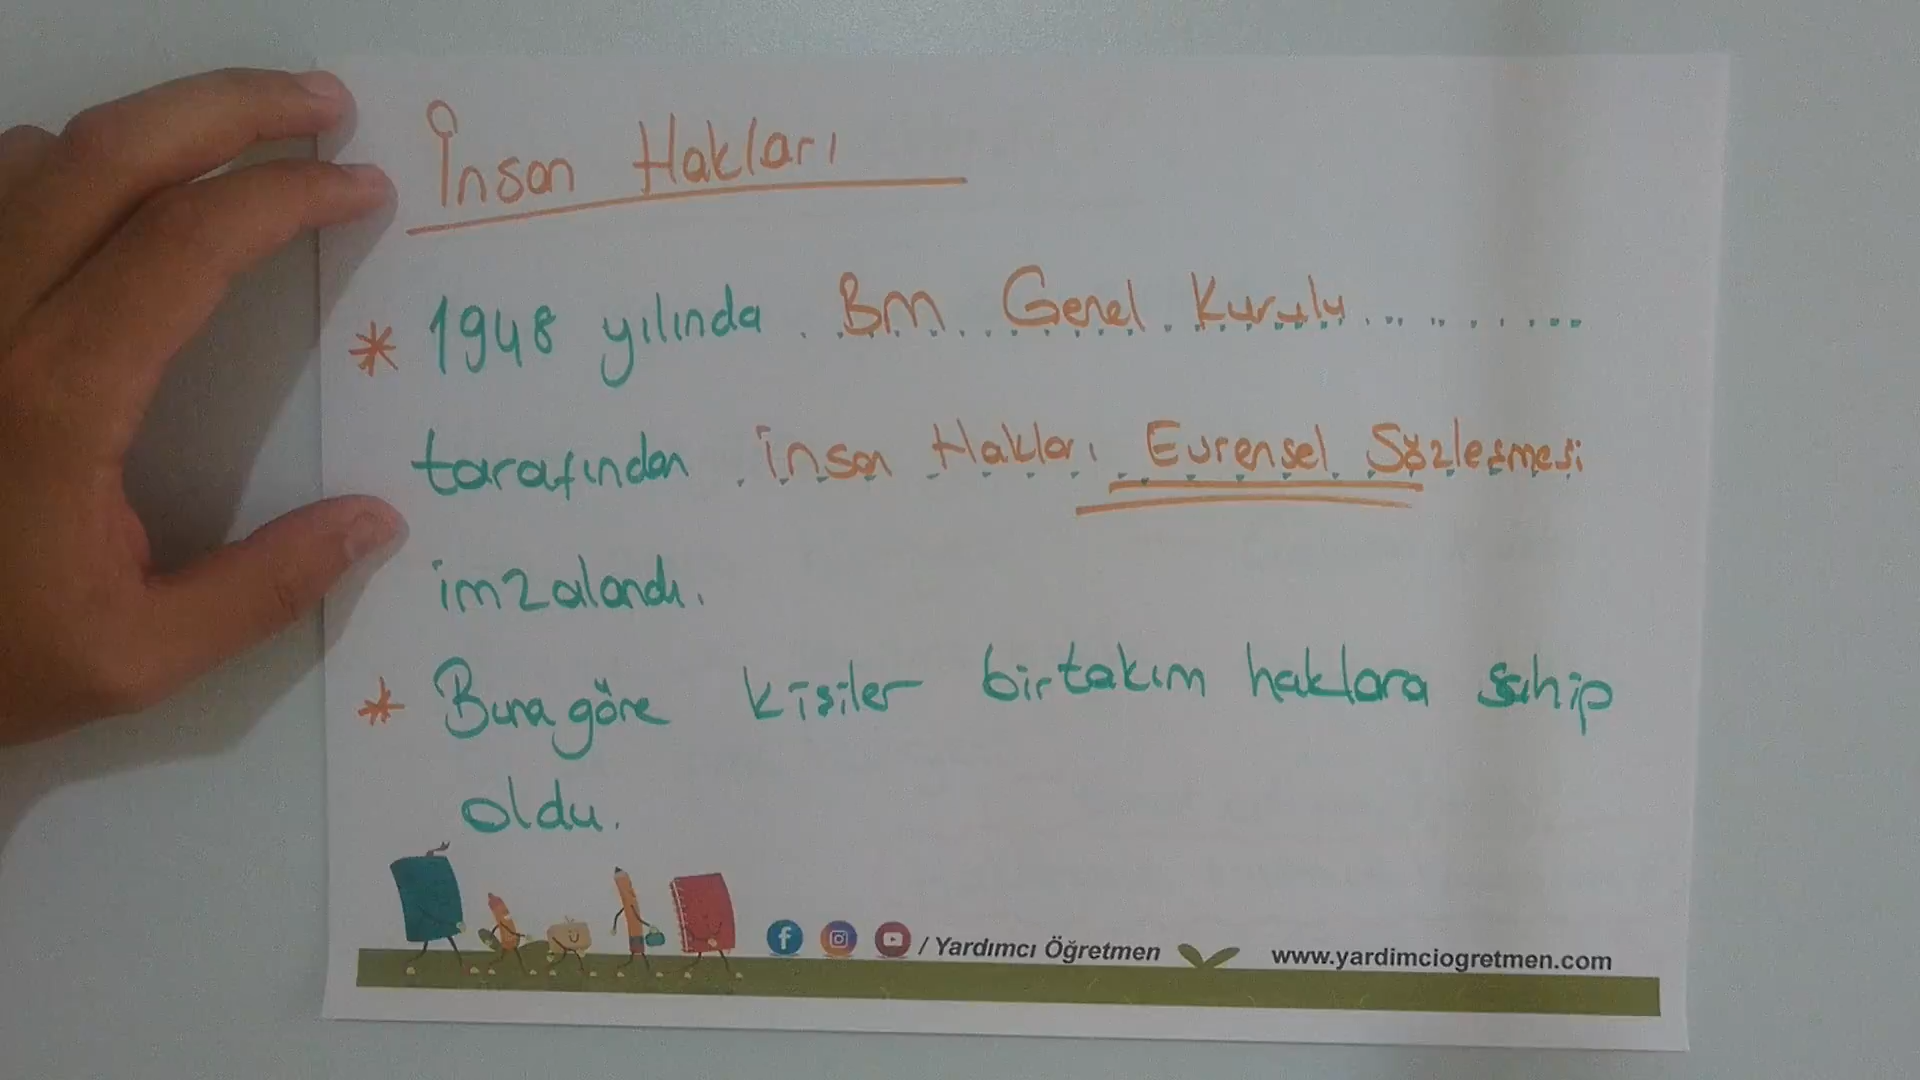 İnsan Hakları
* 1948 yılında BM Genel Kurulu
tarafından İnsan Hakları Evrensel Sözleşmesi
imzalandı.
* Buna göre kişiler birtakım haklara sahip
oldu.
/ Yardımcı Öğretmen www.yardimciogretmen.com